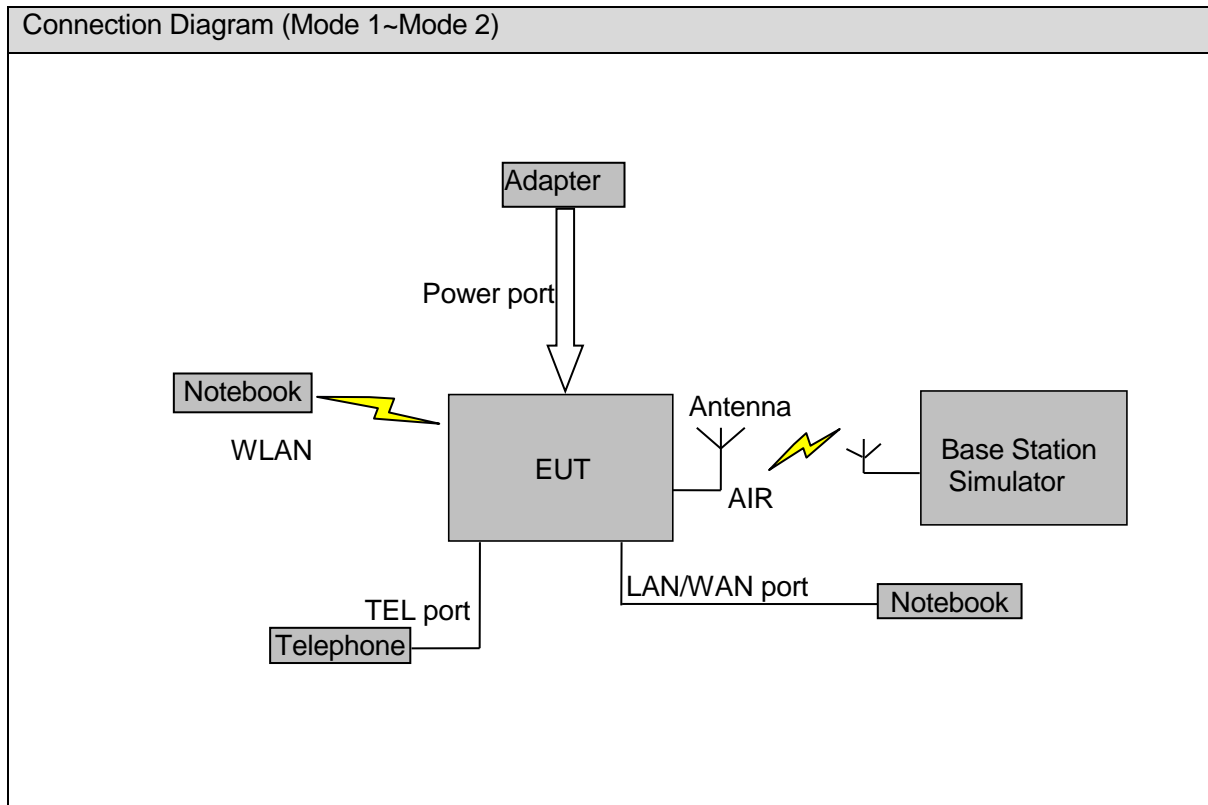 Connection Diagram (Mode 1~Mode 2)
Adapter
Power port
Notebook
WLAN
Antenna
EUT
AIR
Base Station
Simulator
LAN/WAN port
Notebook
TEL port
Telephone